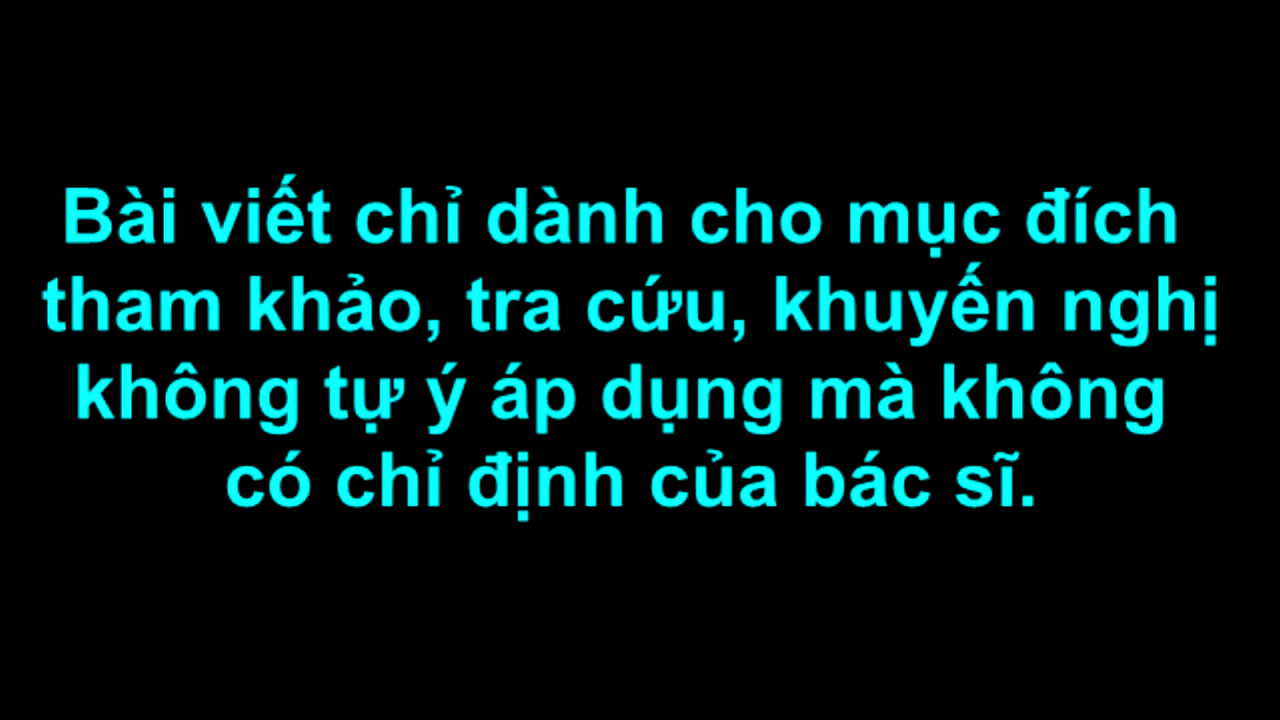 Bài viết chỉ dành cho mục đích
tham khảo, tra cứu, khuyến nghị
không tự ý áp dụng mà không
có chỉ định của bác sĩ.